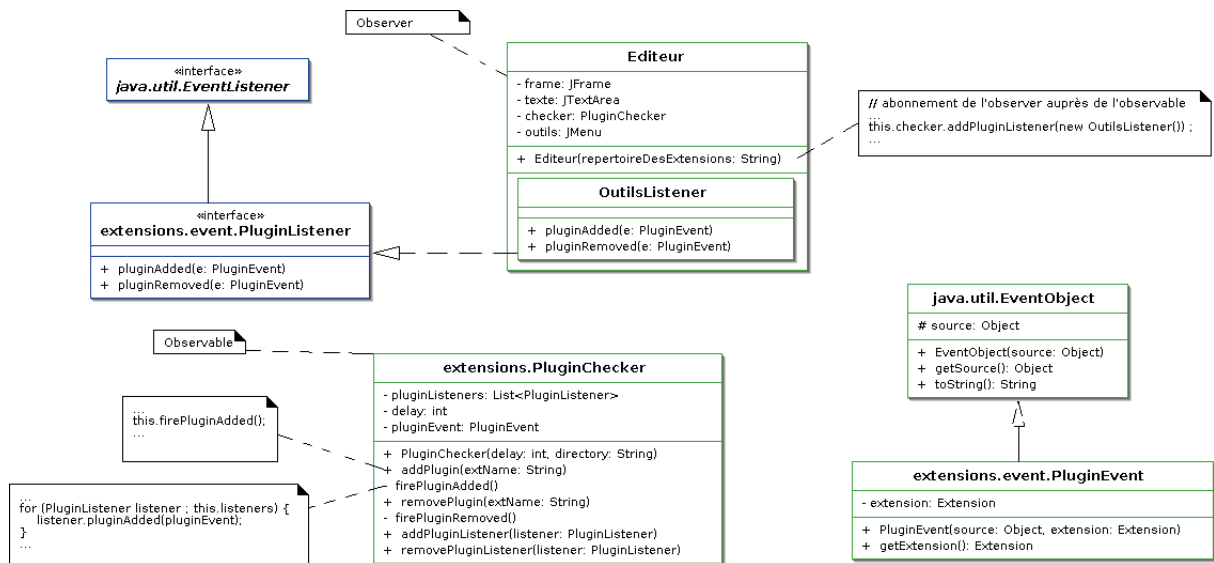 Observer
«interface»
java.util.EventListener
Editeur
- frame: JFrame
- texte: JTextArea
- checker: PluginChecker
- outils: JMenu
+ Editeur(repertoireDesExtensions: String)
// abonnement de l'observer auprès de l'observable
...
this.checker.addPluginListener(new OutilsListener()) ;
...
OutilsListener
+ pluginAdded(e: PluginEvent)
+ pluginRemoved(e: PluginEvent)
«interface»
extensions.event.PluginListener
+ pluginAdded(e: PluginEvent)
+ pluginRemoved(e: PluginEvent)
java.util.EventObject
# source: Object
+ EventObject(source: Object)
+ getSource(): Object
+ toString(): String
Observable
extensions.PluginChecker
- pluginListeners: List<PluginListener>
- delay: int
- pluginEvent: PluginEvent
+ PluginChecker(delay: int, directory: String)
+ addPlugin(extName: String)
- firePluginAdded()
+ removePlugin(extName: String)
- firePluginRemoved()
+ addPluginListener(listener: PluginListener)
+ removePluginListener(listener: PluginListener)
...
this.firePluginAdded();
...
...
for (PluginListener listener ; this.listeners) {
listener.pluginAdded(pluginEvent);
}
...
extensions.event.PluginEvent
- extension: Extension
+ PluginEvent(source: Object, extension: Extension)
+ getExtension(): Extension